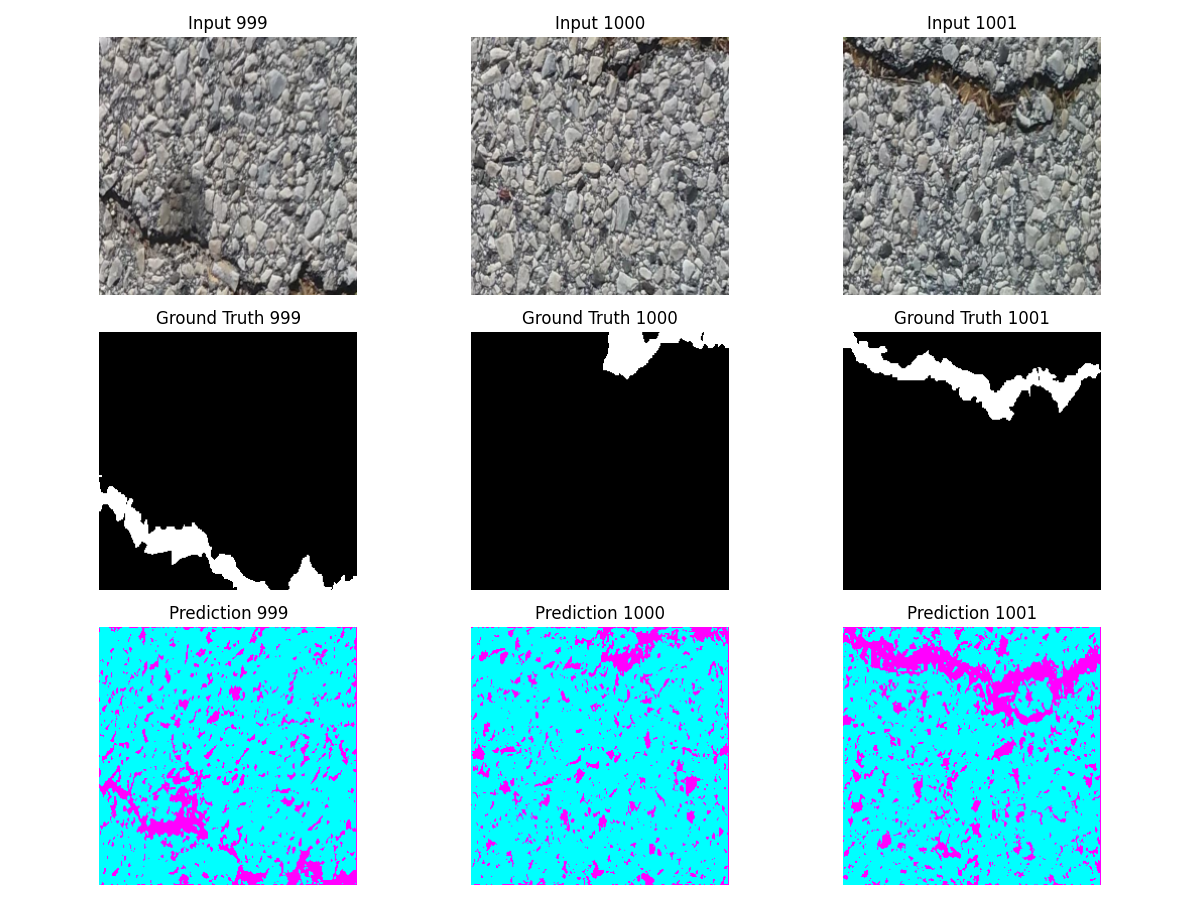 Input 999
Input 1000
Input 1001
Ground Truth 999
Ground Truth 1000
Ground Truth 1001
Prediction 999
Prediction 1000
Prediction 1001